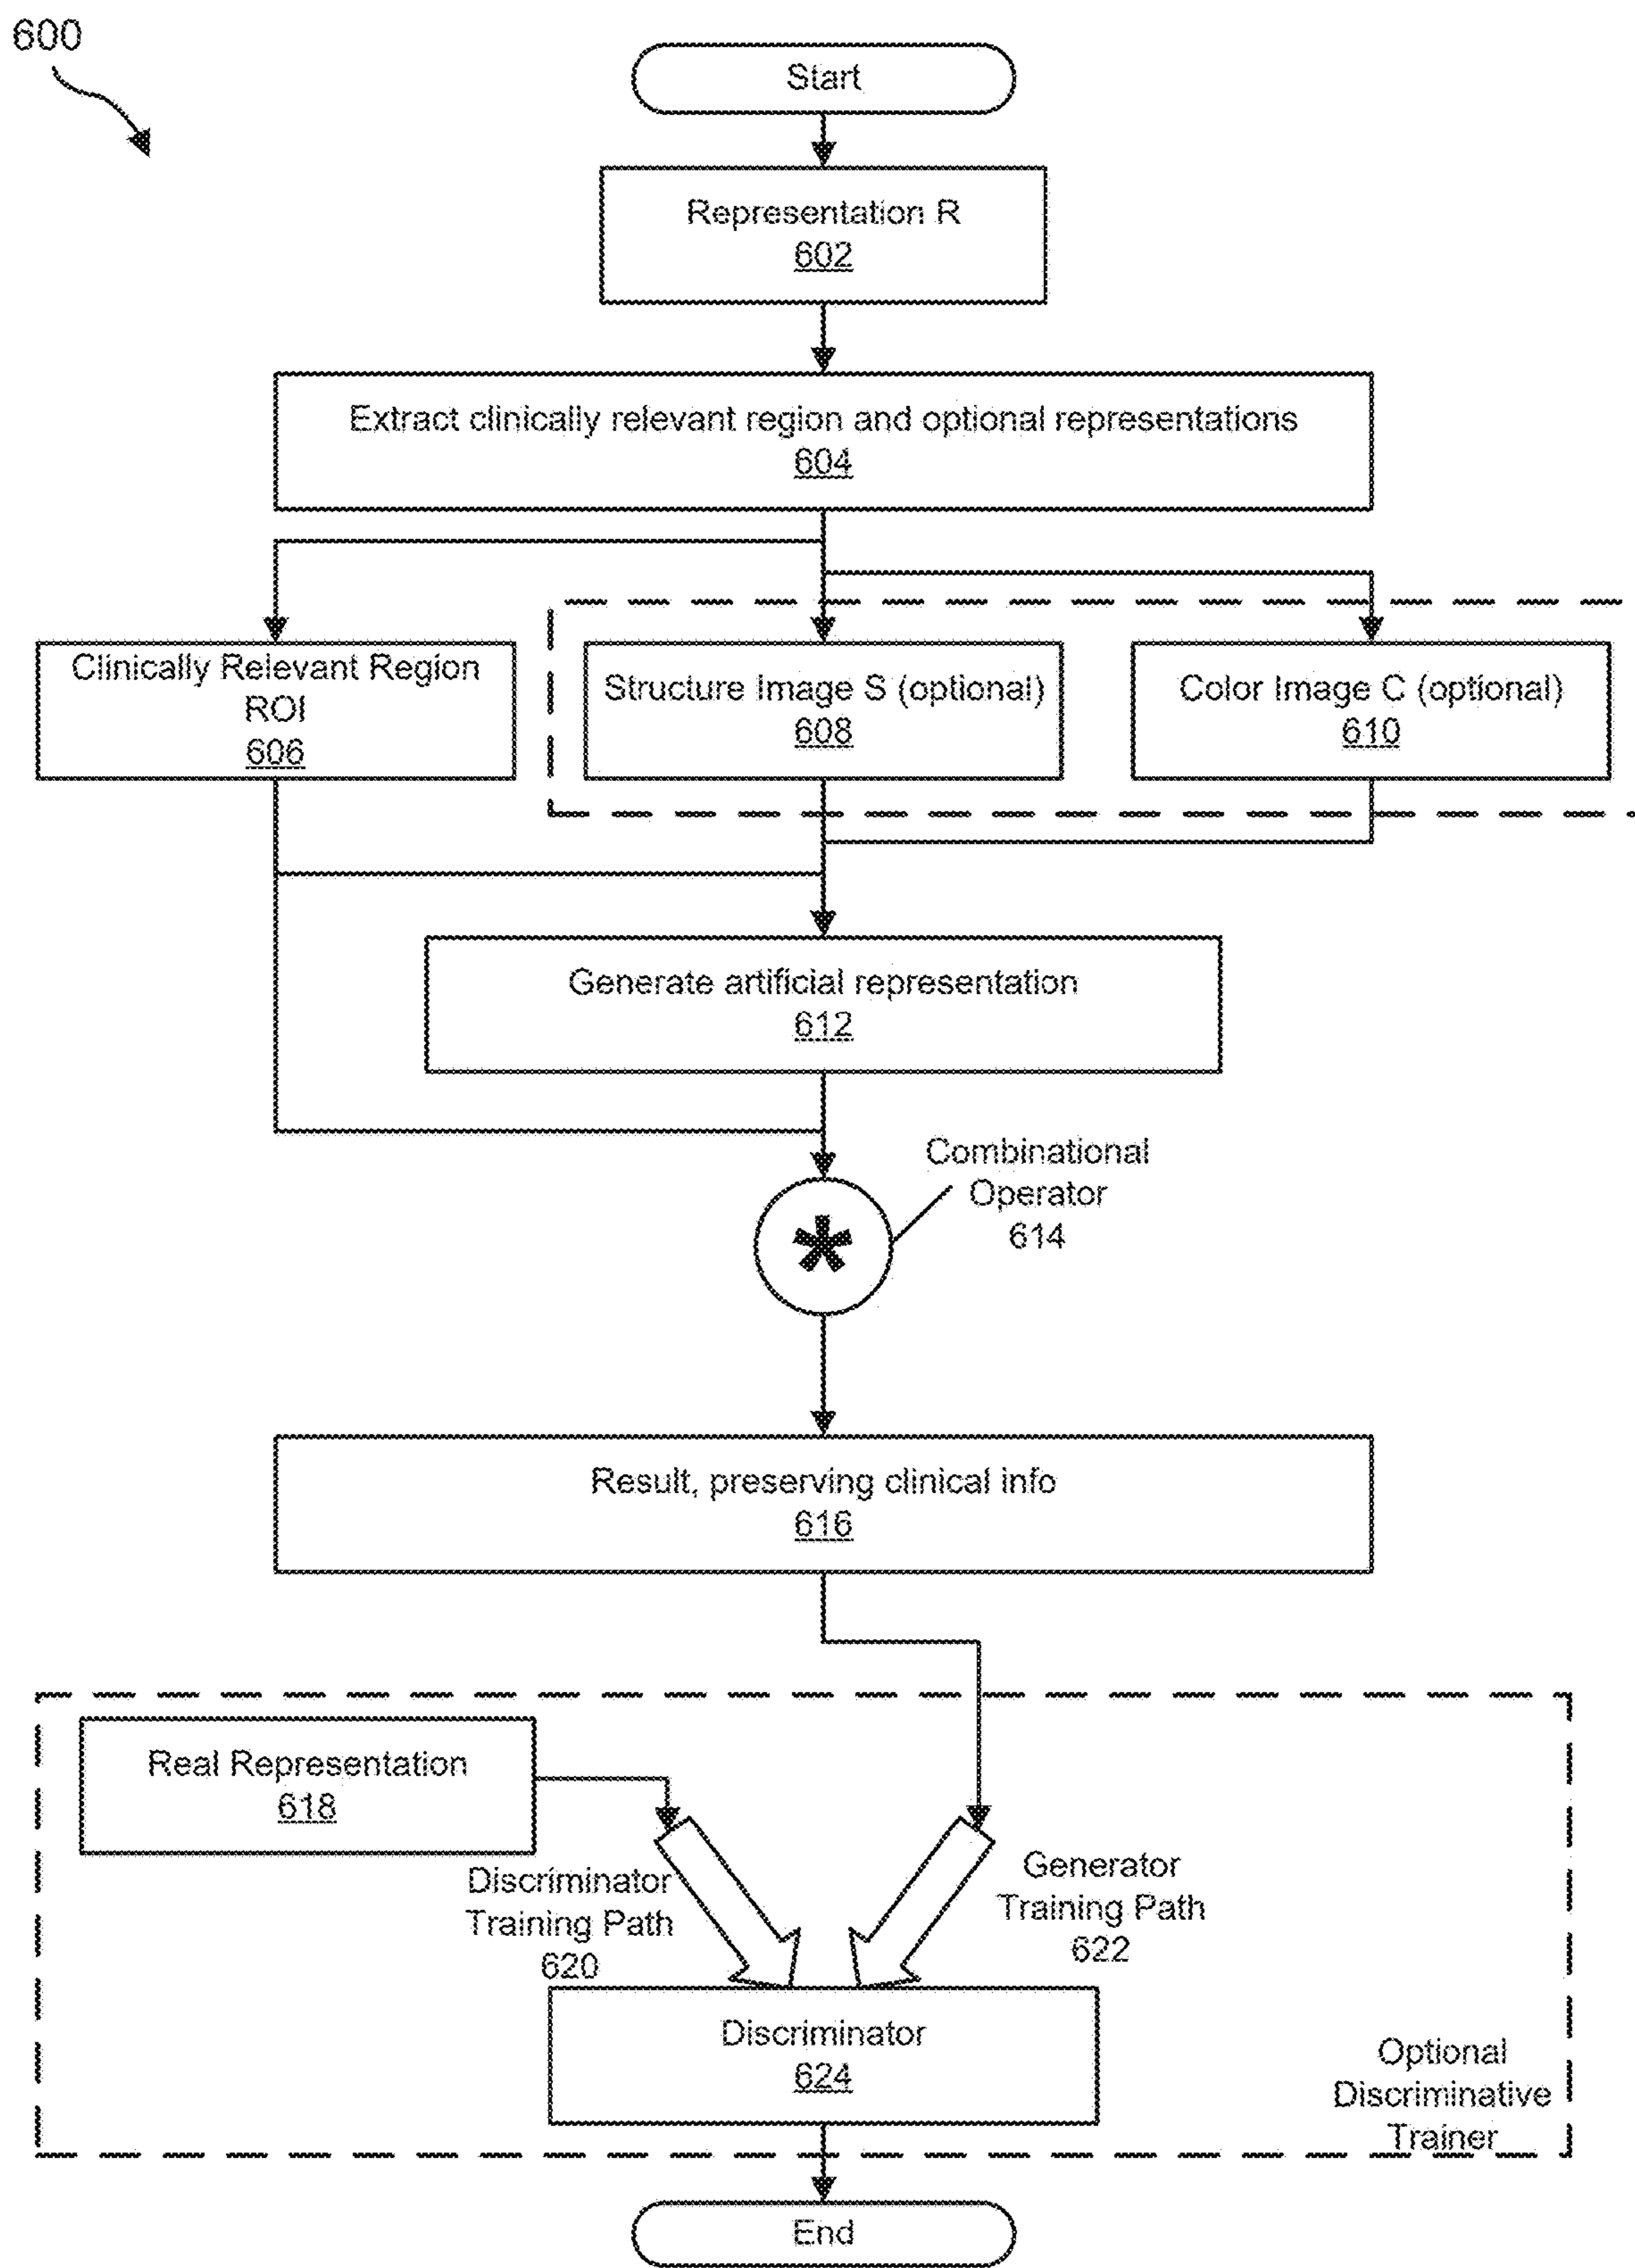 600
Start
Representation R
602
Extract clinically relevant region and optional representations
604
Clinically Relevant Region
ROI
606
Structure Image S (optional)
608
Color Image C (optional)
610
Generate artificial representation
612
Combinational
Operator
614
*
Result, preserving clinical info
616
Real Representation
618
Discriminator
Training Path
620
Generator
Training Path
622
Discriminator
624
Optional
Discriminative
Trainer
End